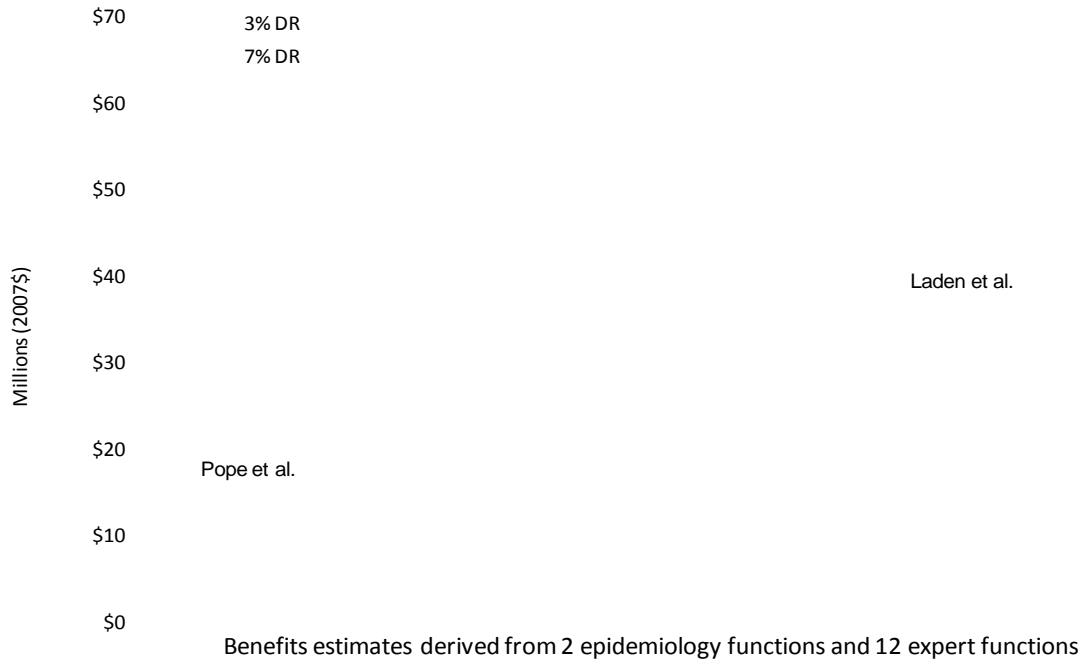 $70
3% DR
7% DR
$60
$50
$40
Laden et al.
Millions (2007$)
$30
$20
Pope et al.
$10
$0
Benefits estimates derived from 2 epidemiology functions and 12 expert functions